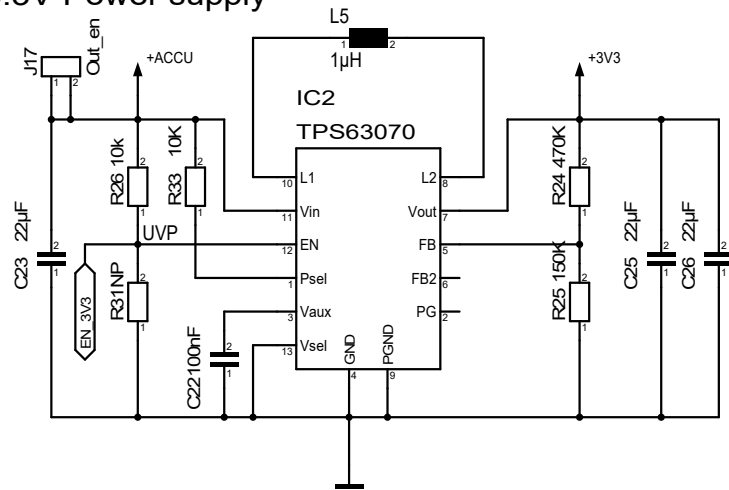 3V Power supply
L5
1 2
1µH
J17
Out_en
1 2
+ACCU
+3V3
IC2
TPS63070
10K
R33
2
1
R26 10k
2
1
R24 470K
2
1
22µF
C23
2
1
22µF
C25
2
1
22µF
C26
2
1
L1
10
L2
8
Vin
11
Vout
7
UVP
EN
12
FB
5
Psel
1
FB2
6
Vaux
3
PG
2
Vsel
13
GND
4
PGND
9
EN_3V3
R31NP
2
1
C22100nF
2
1
R25 150K
2
1